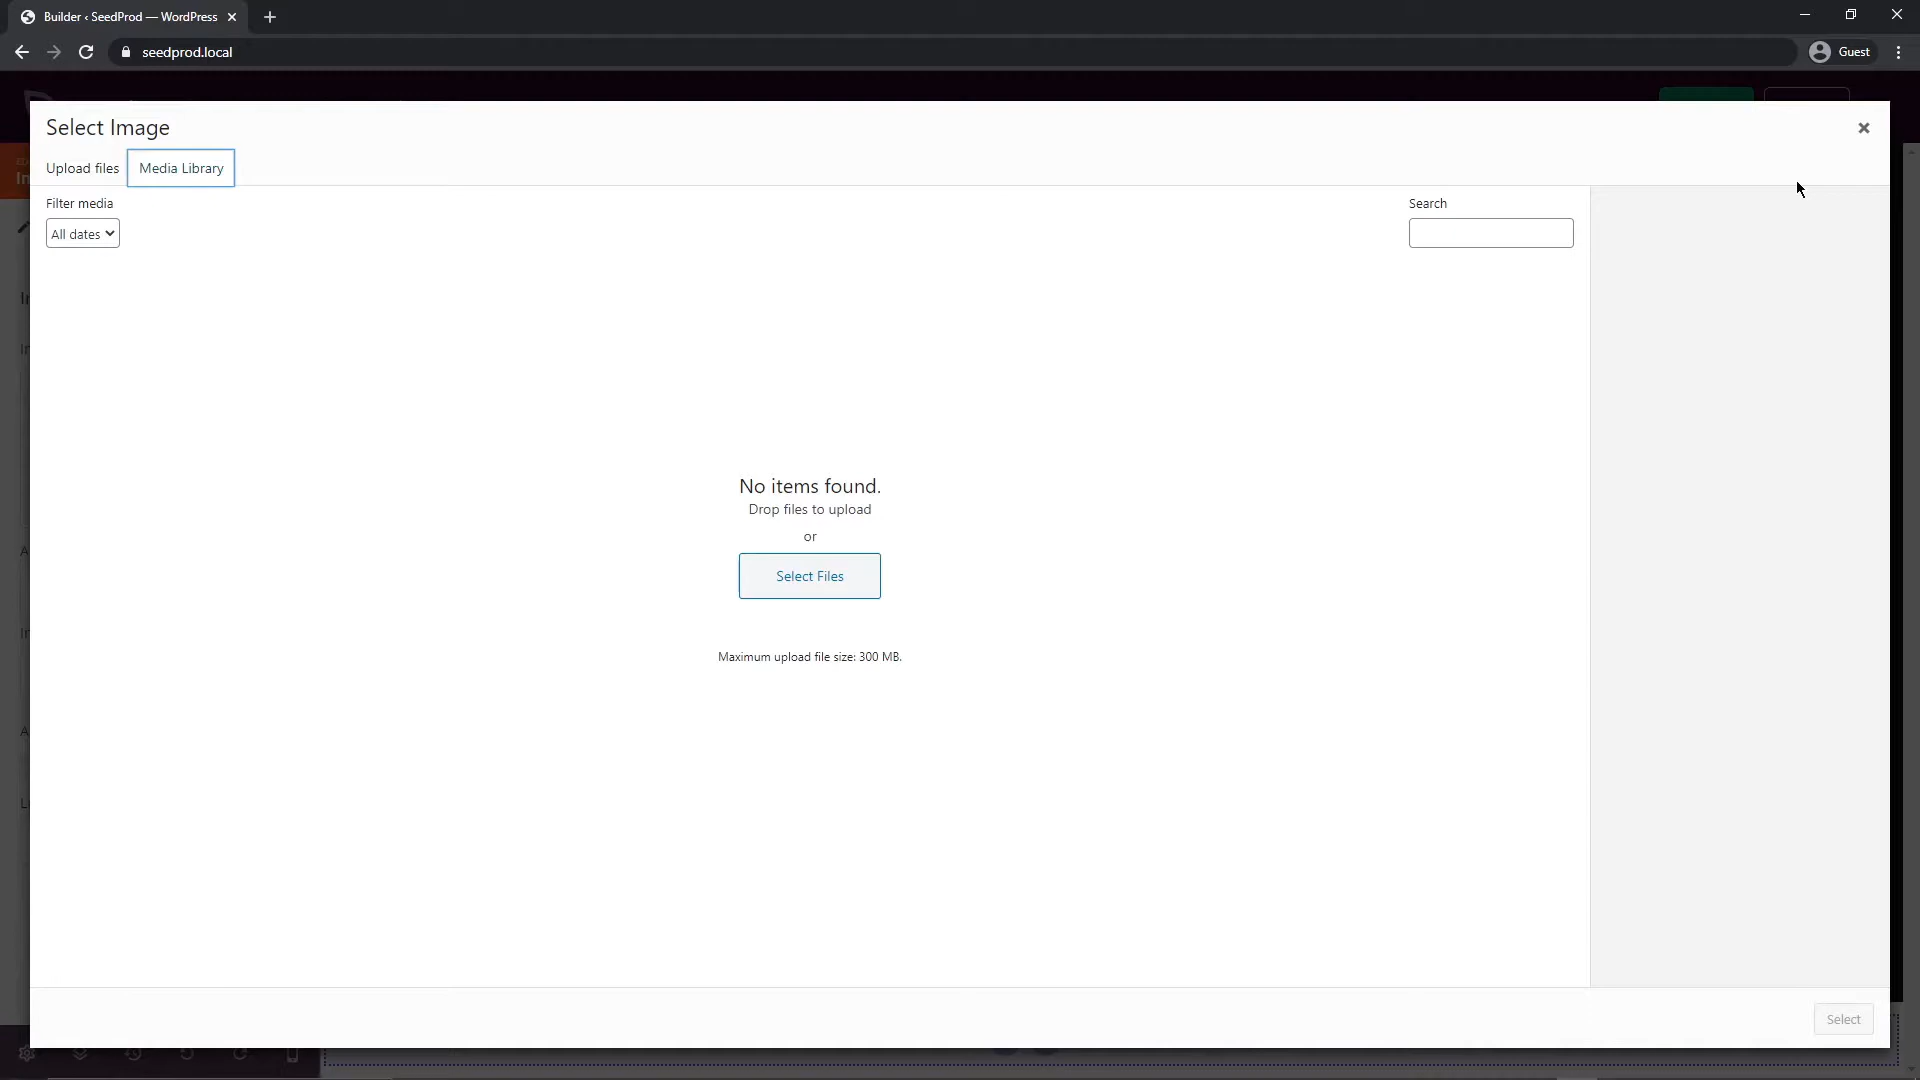 Builder ‹ SeedProd — WordPress
seedprod.local
Guest
Select Image
Upload files
Media Library
Filter media
All dates
Search
No items found.
Drop files to upload
or
Select Files
Maximum upload file size: 300 MB.
Select